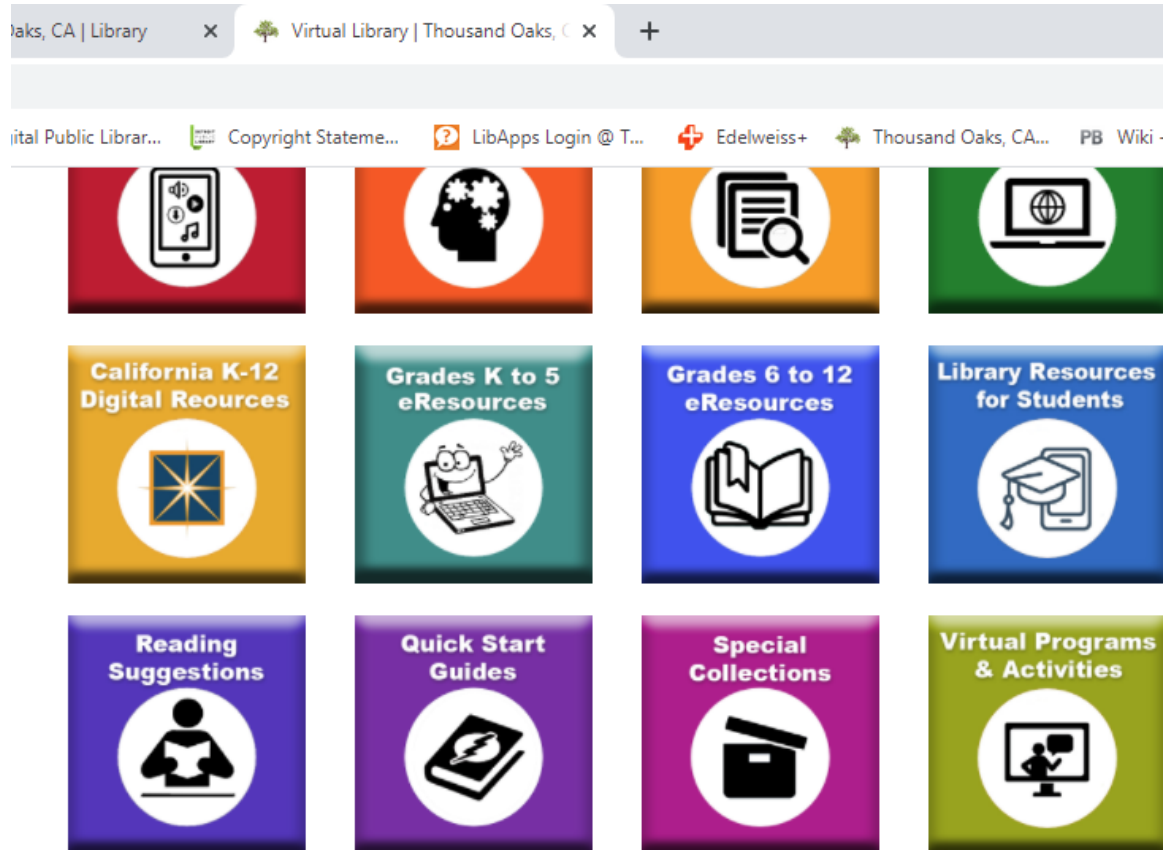 Oaks, CA | Library
Virtual Library | Thousand Oaks, C
gital Public Librar... Copyright Stateme... LibApps Login @ T... Edelweiss+ Thousand Oaks, CA... PB Wiki -
California K-12
Digital Reources
Grades K to 5
eResources
Grades 6 to 12
eResources
Library Resources
for Students
Reading
Suggestions
Quick Start
Guides
Special
Collections
Virtual Programs
& Activities